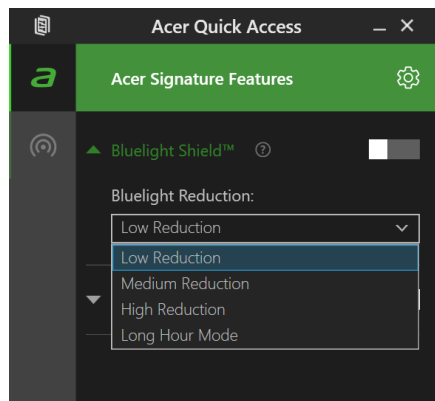 Acer Quick Access
a
Acer Signature Features
Bluelight Shield™ ?
Bluelight Reduction:
Low Reduction
Low Reduction
Medium Reduction
High Reduction
Long Hour Mode